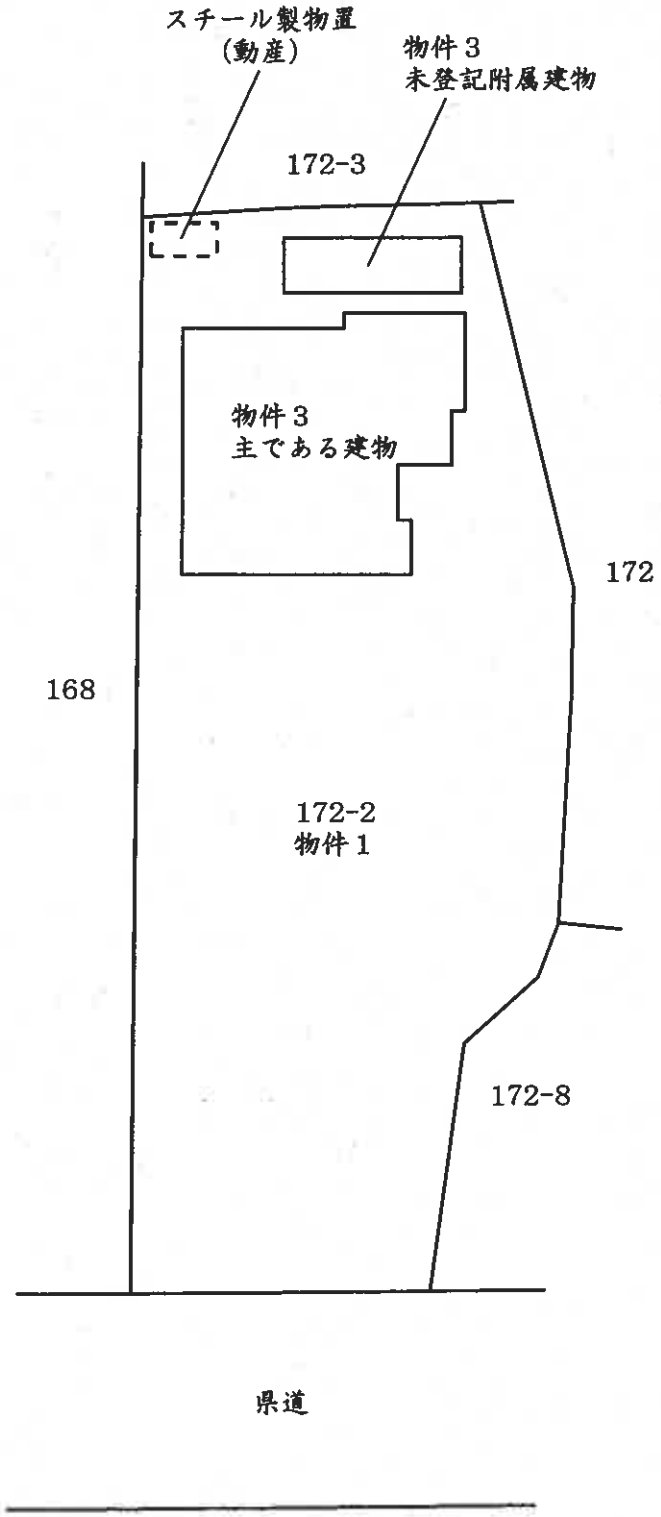 スチール製物置
(動産)
物件3
未登記附属建物
172-3
物件3
主である建物
172
168
172-2
物件1
172-8
県道